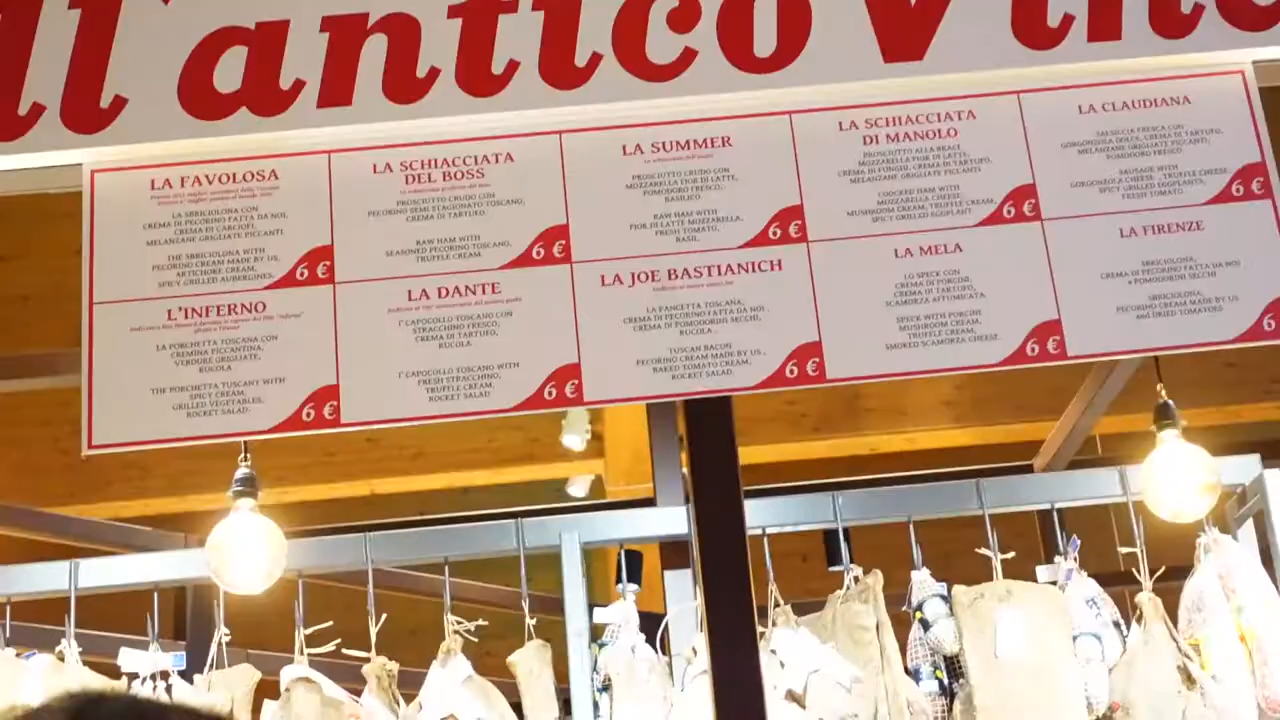 ll'antico Vina
LA FAVOLOSA
LA SBRICIOLONA CON
CREMA DI PECORINO FATTA DA NOI,
CREMA DI CARCIOFI,
MELANZANE GRIGLIATE PICCANTI
THE SBRICIOLONA WITH
PECORINO CREAM MADE BY US,
ARTICHOKE CREAM,
SPICY GRILLED AUBERGINES.
6 €
LA SCHIACCIATA
DEL BOSS
PROSCIUTTO CRUDO CON
PECORINO SEMI STAGIONATO TOSCANO,
CREMA DI TARTUFO
RAW HAM WITH
SEASONED PECORINO TOSCANO,
TRUFFLE CREAM
6 €
LA SUMMER
PROSCIUTTO CRUDO CON
MOZZARELLA FIOR DI LATTE,
POMODORO FRESCO,
BASILICO
RAW HAM WITH
FIOR DI LATTE MOZZARELLA,
FRESH TOMATO,
BASIL
6 €
LA SCHIACCIATA
DI MANOLO
PROSCIUTTO ALLA BRACE
MOZZARELLA FIOR DI LATTE,
CREMA DI FUNGHI, CREMA DI TARTUFO,
MELANZANE GRIGLIATE PICCANTI
COOCKED HAM WITH
MOZZARELLA CHEESE
MUSHROOM CREAM, TRUFFLE CREAM,
SPICY GRILLED EGGPLANT
6 €
LA CLAUDIANA
SALSICCIA FRESCA CON
GORGONZOLA DOLCE, CREMA DI TARTUFO,
MELANZANE GRIGLIATE PICCANTI,
POMODORO FRESCO
SAUSAGE WITH
GORGONZOLA CHEESE, TRUFFLE CHEESE,
SPICY GRILLED EGGPLANTS,
FRESH TOMATO
6 €
L'INFERNO
LA PORCHETTA TOSCANA CON
CREMINA PICCANTINA,
VERDURE GRIGLIATE,
RUCOLA
THE PORCHETTA TUSCANY WITH
SPICY CREAM,
GRILLED VEGETABLES,
ROCKET SALAD
6 €
LA DANTE
I' CAPOCOLLO TOSCANO CON
STRACCHINO FRESCO,
CREMA DI TARTUFO,
RUCOLA
I' CAPOCOLLO TOSCANO WITH
FRESH STRACCHINO,
TRUFFLE CREAM,
ROCKET SALAD
6 €
LA JOE BASTIANICH
LA PANCETTA TOSCANA,
CREMA DI PECORINO FATTA DA NOI,
CREMA DI POMODORINI SECCHI,
RUCOLA
TUSCAN BACON
PECORINO CREAM MADE BY US,
BAKED TOMATO CREAM,
ROCKET SALAD
6 €
LA MELA
LO SPECK CON
CREMA DI PORCINI,
CREMA DI TARTUFO,
SCAMORZA AFFUMICATA
SPECK WITH PORCINI
MUSHROOM CREAM,
TRUFFLE CREAM,
SMOKED SCAMORZA CHEESE
6 €
LA FIRENZE
SBRICIOLONA,
CREMA DI PECORINO FATTA DA NOI
e POMODORINI SECCHI
SBRICIOLONA,
PECORINO CREAM MADE BY US
and DRIED TOMATOES
6